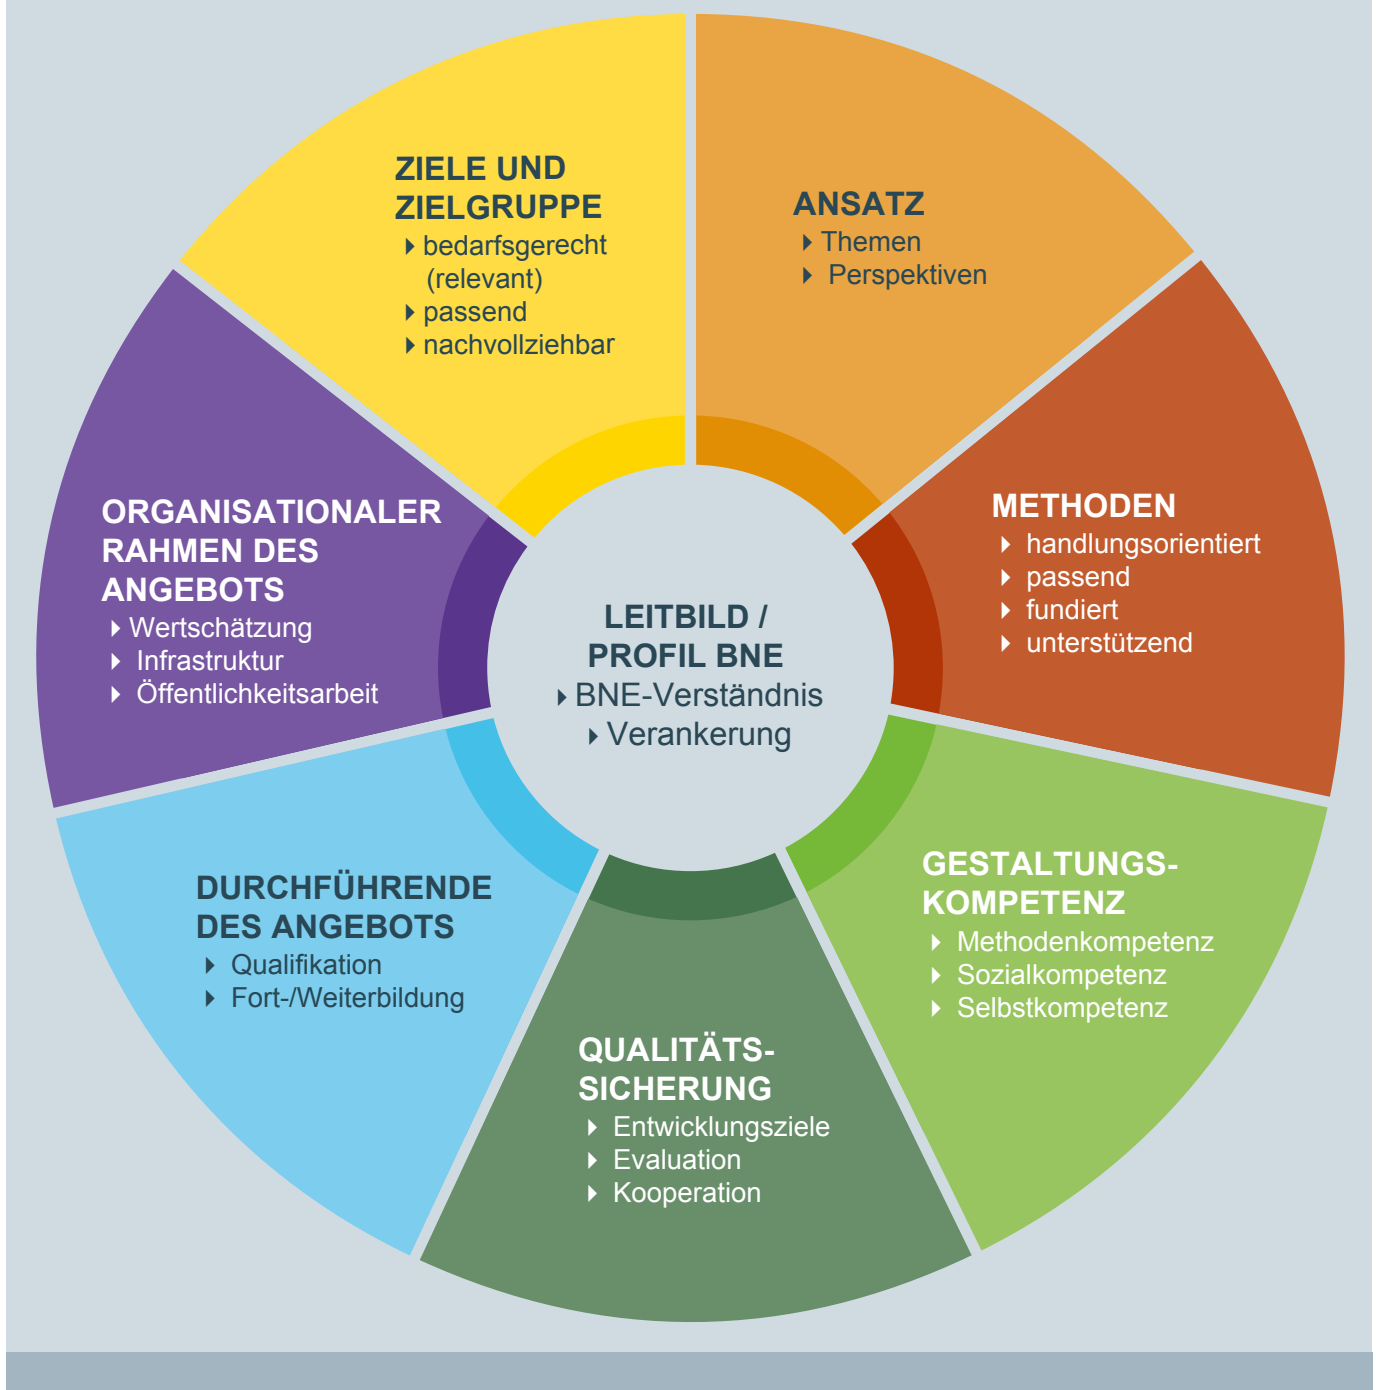 ZIELE UND
ZIELGRUPPE
bedarfsgerecht
(relevant)
passend
nachvollziehbar
ANSATZ
Themen
Perspektiven
METHODEN
handlungsorientiert
passend
fundiert
unterstützend
GESTALTUNGS-
KOMPETENZ
Methodenkompetenz
Sozialkompetenz
Selbstkompetenz
QUALITÄTS-
SICHERUNG
Entwicklungsziele
Evaluation
Kooperation
DURCHFÜHRENDE
DES ANGEBOTS
Qualifikation
Fort-/Weiterbildung
ORGANISATIONALER
RAHMEN DES
ANGEBOTS
Wertschätzung
Infrastruktur
Öffentlichkeitsarbeit
LEITBILD /
PROFIL BNE
BNE-Verständnis
Verankerung